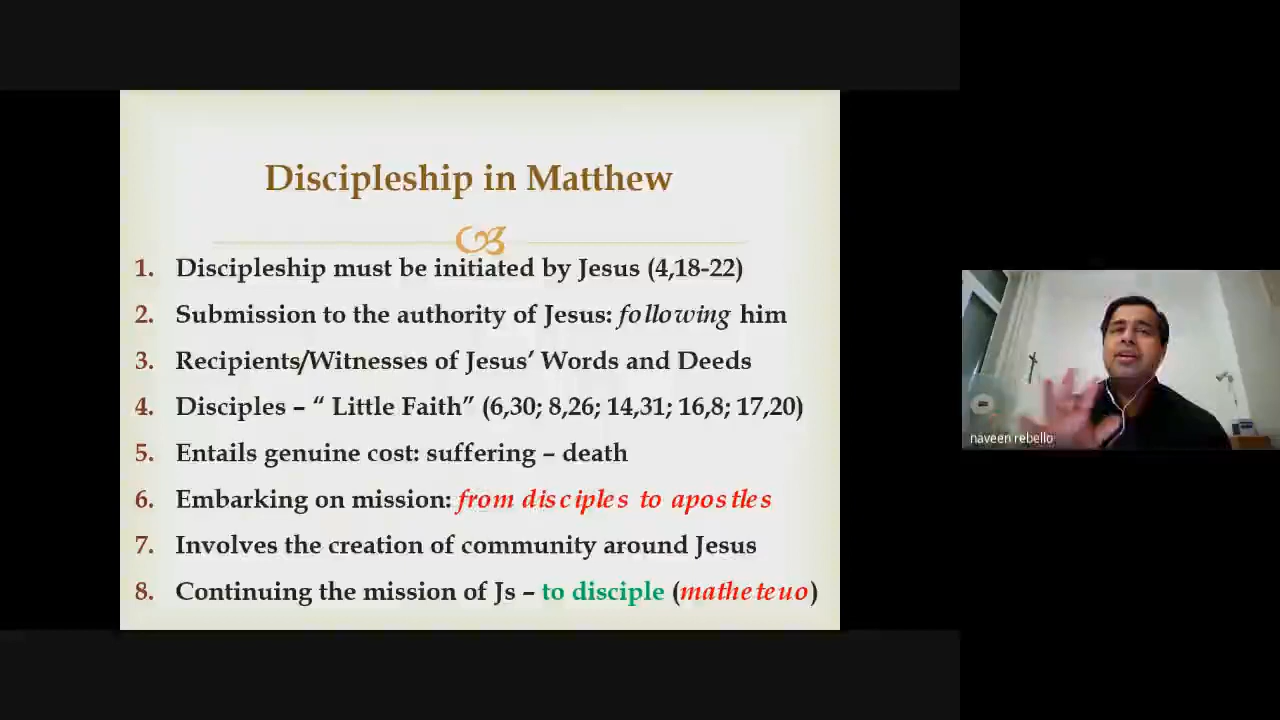 Discipleship in Matthew
1. Discipleship must be initiated by Jesus (4,18-22)
2. Submission to the authority of Jesus: following him
3. Recipients/Witnesses of Jesus’ Words and Deeds
4. Disciples – “ Little Faith” (6,30; 8,26; 14,31; 16,8; 17,20)
5. Entails genuine cost: suffering – death
6. Embarking on mission: from disciples to apostles
7. Involves the creation of community around Jesus
8. Continuing the mission of Js – to disciple (matheteuo)
naveen rebello